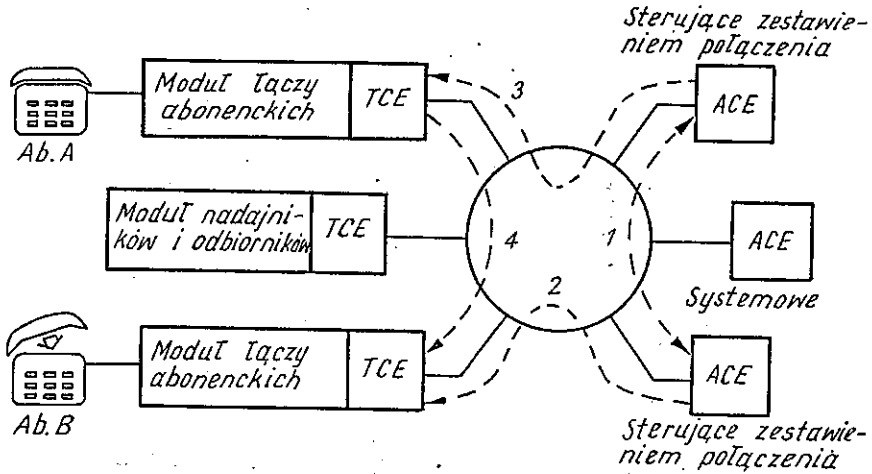 Sterujące zestawie-
niem połączenia
Moduł łączy
abonenckich
TCE
3
ACE
Ab.A
Moduł nadajni-
ków i odbiorników
TCE
4
1
ACE
Systemowe
2
Moduł łączy
abonenckich
TCE
ACE
Ab.B
Sterujące zestawie-
niem połączenia